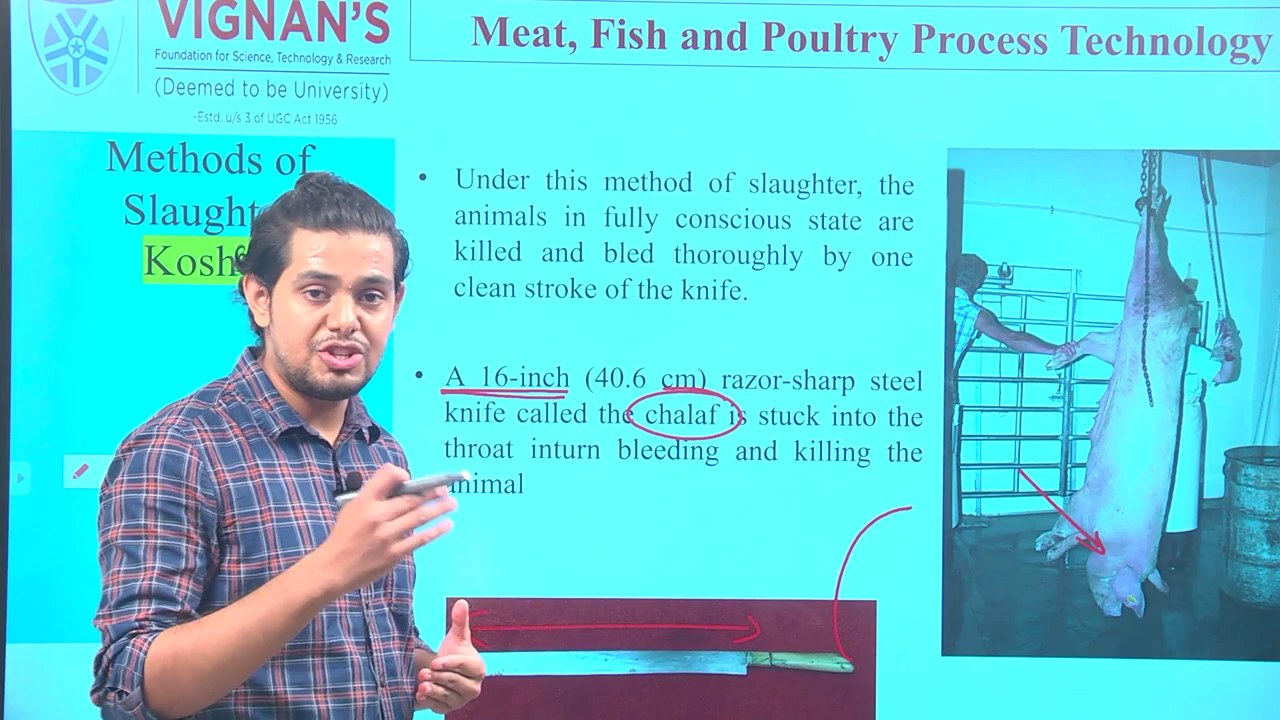 VIGNAN'S
Foundation for Science, Technology & Research
(Deemed to be University)
-Estd. u/s 3 of UGC Act 1956
Meat, Fish and Poultry Process Technology
Methods of
• Under this method of slaughter, the
animals in fully conscious state are
killed and bled thoroughly by one
clean stroke of the knife.
• A 16-inch (40.6 cm) razor-sharp steel
knife called the chalaf is stuck into the
throat inturn bleeding and killing the
animal